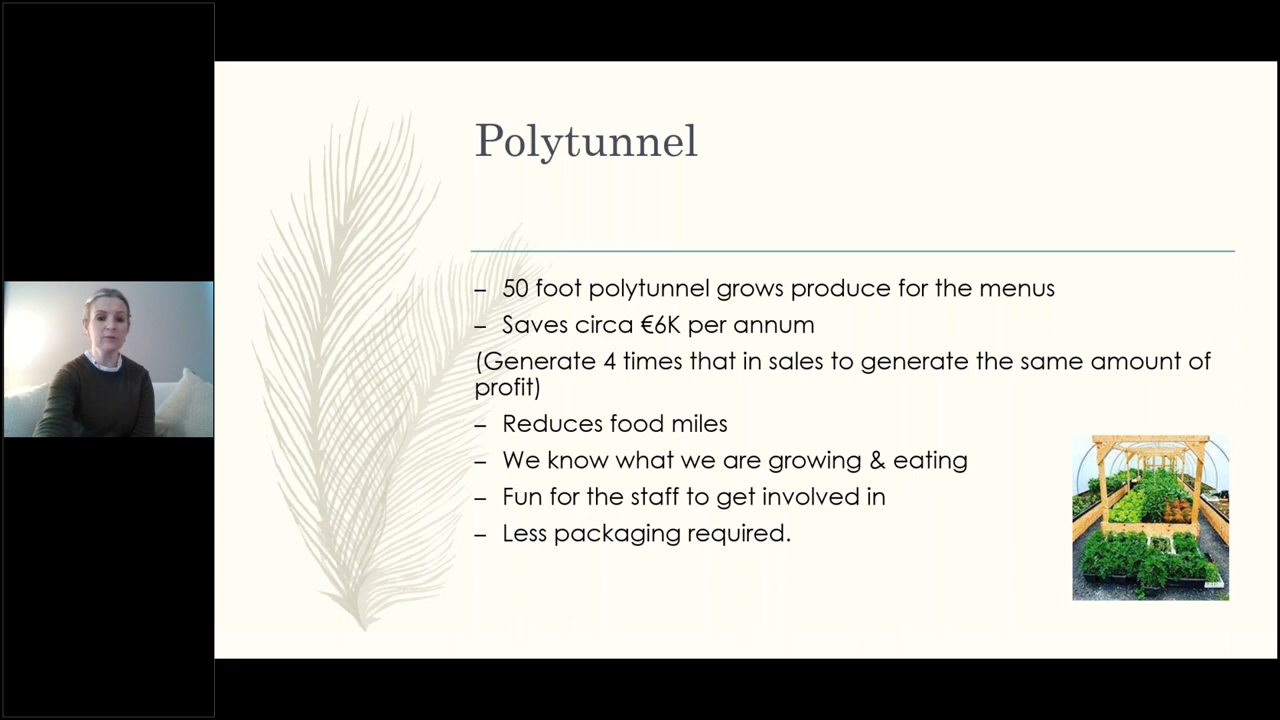 Polytunnel
– 50 foot polytunnel grows produce for the menus
– Saves circa €6K per annum
(Generate 4 times that in sales to generate the same amount of
profit)
– Reduces food miles
– We know what we are growing & eating
– Fun for the staff to get involved in
– Less packaging required.